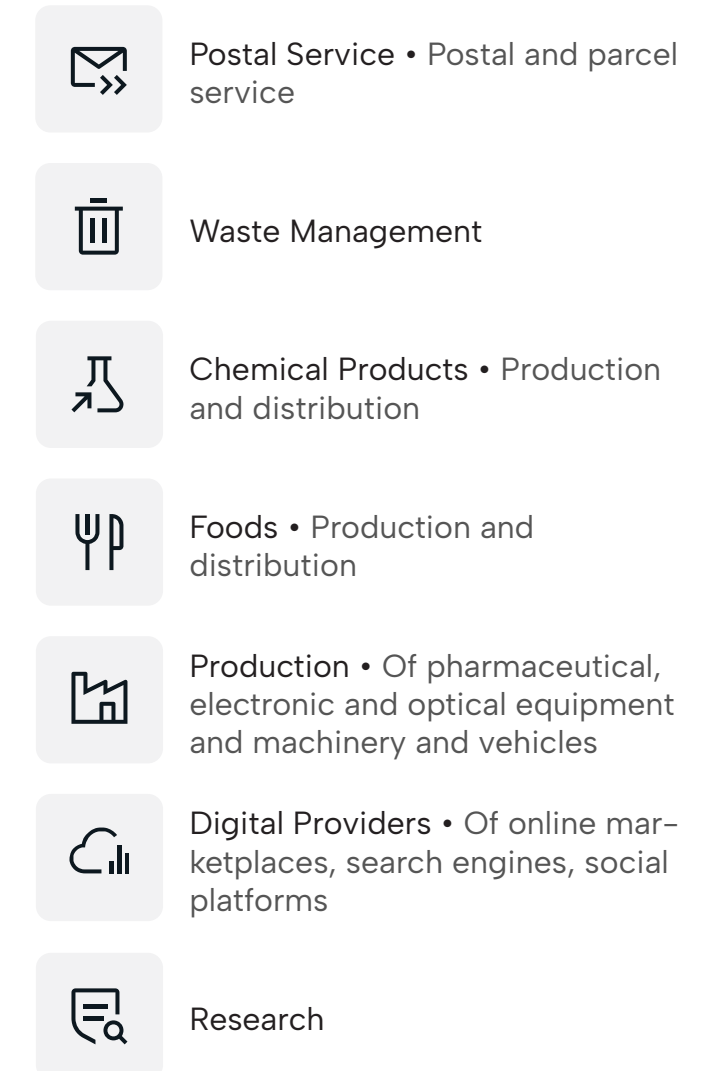 Postal Service • Postal and parcel
service
Waste Management
Chemical Products • Production
and distribution
Foods • Production and
distribution
Production • Of pharmaceutical,
electronic and optical equipment
and machinery and vehicles
Digital Providers • Of online mar-
ketplaces, search engines, social
platforms
Research